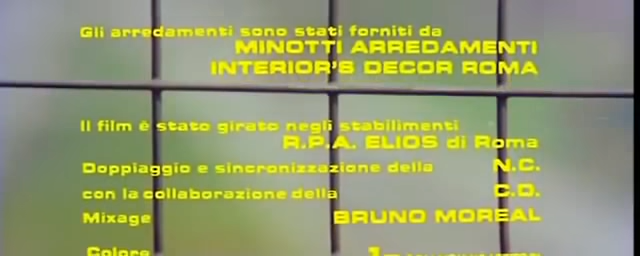 Gli arredamenti sono stati forniti da
MINOTTI ARREDAMENTI
INTERIOR'S DECOR ROMA
Il film è stato girato negli stabilimenti
R.P.A. ELIOS di Roma
Doppiaggio e sincronizzazione della N.C.
con la collaborazione della C.D.
Mixage BRUNO MOREAL
Colore